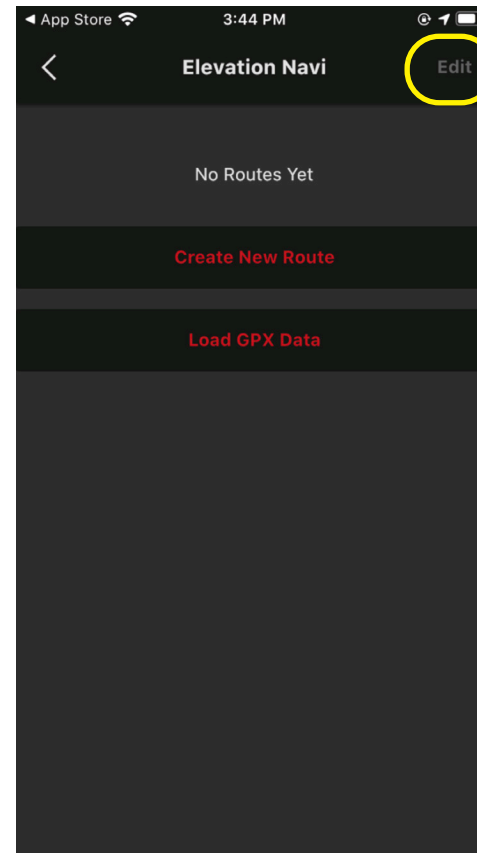 ◀ App Store 3:44 PM
Elevation Navi Edit
No Routes Yet
Create New Route
Load GPX Data